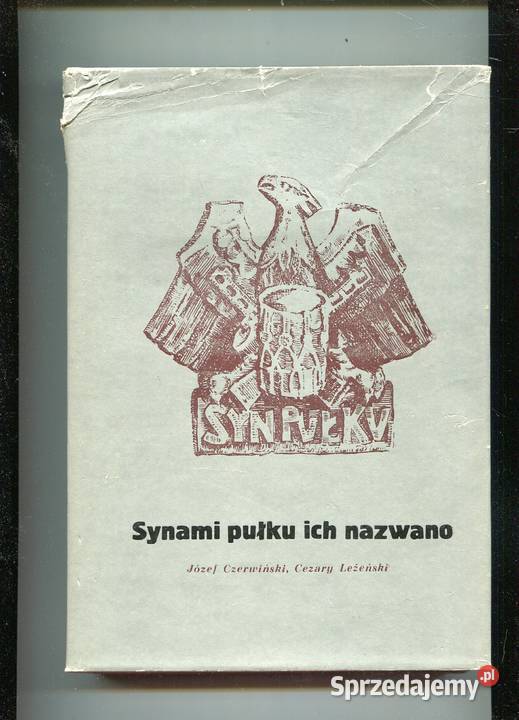 SYN PUŁKU
Synami pułku ich nazwano
Józef Czerwiński, Cezary Leżeński
Sprzedajemy.pl